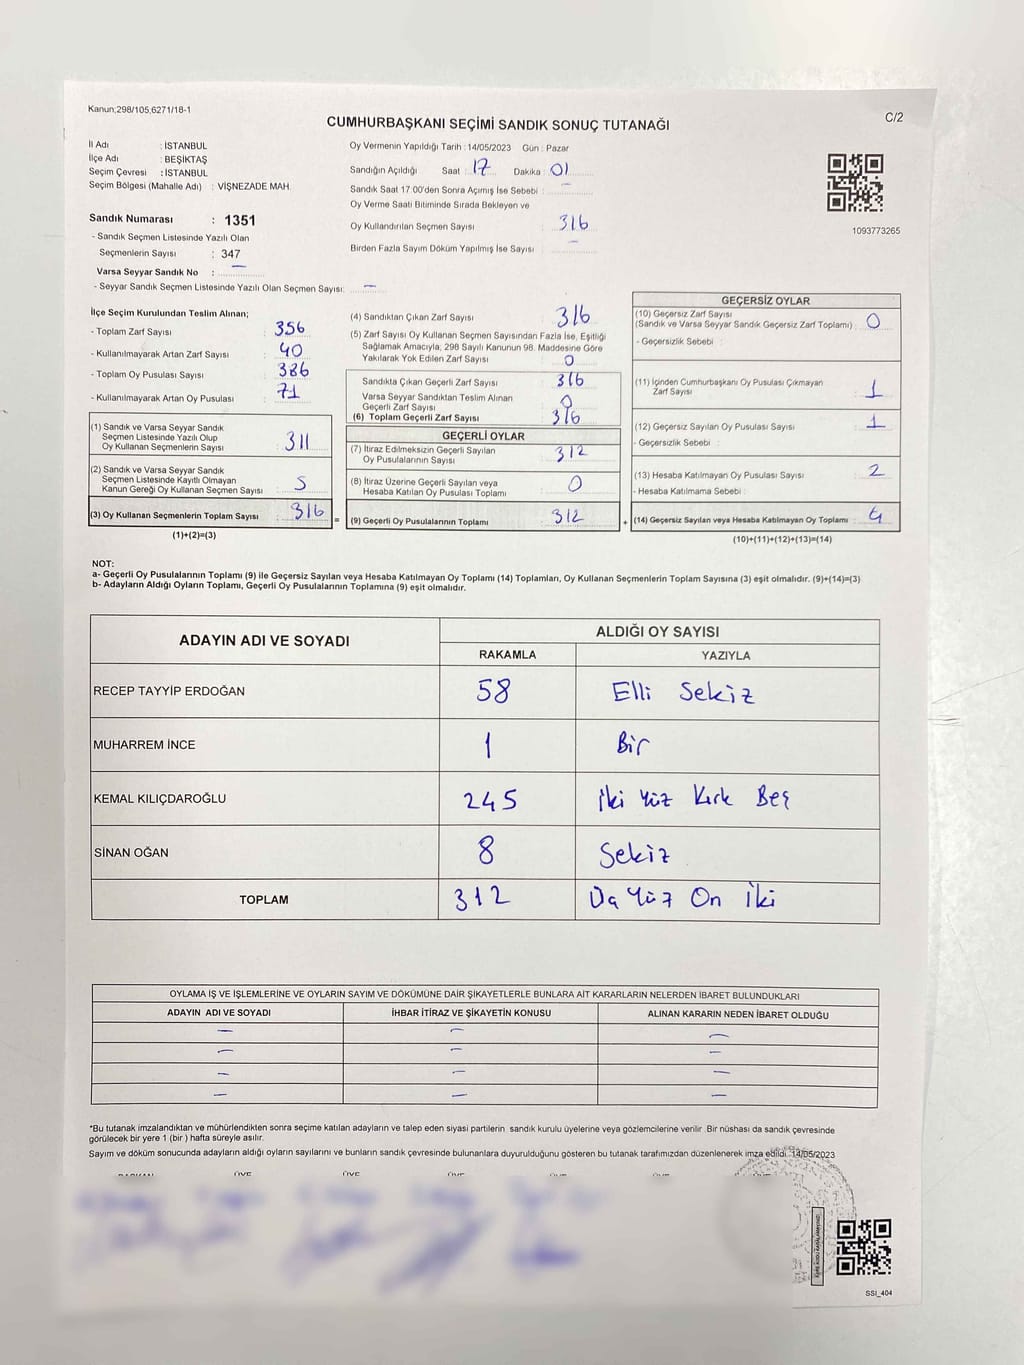 Kanun;298/105,6271/18-1
C/2
CUMHURBAŞKANI SEÇİMİ SANDIK SONUÇ TUTANAĞI
İl Adı : İSTANBUL
İlçe Adı : BEŞİKTAŞ
Seçim Çevresi : İSTANBUL
Seçim Bölgesi (Mahalle Adı) : VİŞNEZADE MAH.
Sandık Numarası : 1351
- Sandık Seçmen Listesinde Yazılı Olan
Seçmenlerin Sayısı : 347
Varsa Seyyar Sandık No : —
- Seyyar Sandık Seçmen Listesinde Yazılı Olan Seçmen Sayısı: —
Oy Vermenin Yapıldığı Tarih : 14/05/2023 Gün : Pazar
Sandığın Açıldığı Saat : 17 Dakika : 01
Sandık Saat 17.00'den Sonra Açımış İse Sebebi : —
Oy Verme Saati Bitiminde Sırada Bekleyen ve
Oy Kullandırılan Seçmen Sayısı : 316
Birden Fazla Sayım Döküm Yapılmış İse Sayısı : —
1093773265
İlçe Seçim Kurulundan Teslim Alınan;
- Toplam Zarf Sayısı : 356
- Kullanılmayarak Artan Zarf Sayısı : 40
- Toplam Oy Pusulası Sayısı : 386
- Kullanılmayarak Artan Oy Pusulası : 71
(1) Sandık ve Varsa Seyyar Sandık
Seçmen Listesinde Yazılı Olup
Oy Kullanan Seçmenlerin Sayısı : 311
(2) Sandık ve Varsa Seyyar Sandık
Seçmen Listesinde Kayıtlı Olmayan
Kanun Gereği Oy Kullanan Seçmen Sayısı : 5
(3) Oy Kullanan Seçmenlerin Toplam Sayısı : 316
(1)+(2)=(3)
=
(4) Sandıktan Çıkan Zarf Sayısı : 316
(5) Zarf Sayısı Oy Kullanan Seçmen Sayısından Fazla İse, Eşitliği
Sağlamak Amacıyla, 298 Sayılı Kanunun 98. Maddesine Göre
Yakılarak Yok Edilen Zarf Sayısı : 0
Sandıkta Çıkan Geçerli Zarf Sayısı : 316
Varsa Seyyar Sandıktan Teslim Alınan
Geçerli Zarf Sayısı : 0
(6) Toplam Geçerli Zarf Sayısı : 316
GEÇERLİ OYLAR
(7) İtiraz Edilmeksizin Geçerli Sayılan
Oy Pusulalarının Sayısı : 312
(8) İtiraz Üzerine Geçerli Sayılan veya
Hesaba Katılan Oy Pusulası Toplamı : 0
(9) Geçerli Oy Pusulalarının Toplamı : 312
+
GEÇERSİZ OYLAR
(10) Geçersiz Zarf Sayısı
(Sandık ve Varsa Seyyar Sandık Geçersiz Zarf Toplamı) : 0
- Geçersizlik Sebebi :
(11) İçinden Cumhurbaşkanı Oy Pusulası Çıkmayan
Zarf Sayısı : 1
(12) Geçersiz Sayılan Oy Pusulası Sayısı : 1
- Geçersizlik Sebebi :
(13) Hesaba Katılmayan Oy Pusulası Sayısı : 2
- Hesaba Katılmama Sebebi :
(14) Geçersiz Sayılan veya Hesaba Katılmayan Oy Toplamı : 4
(10)+(11)+(12)+(13)=(14)
NOT:
a- Geçerli Oy Pusulalarının Toplamı (9) ile Geçersiz Sayılan veya Hesaba Katılmayan Oy Toplamı (14) Toplamları, Oy Kullanan Seçmenlerin Toplam Sayısına (3) eşit olmalıdır. (9)+(14)=(3)
b- Adayların Aldığı Oyların Toplamı, Geçerli Oy Pusulalarının Toplamına (9) eşit olmalıdır.
ADAYIN ADI VE SOYADI ALDIĞI OY SAYISI
RAKAMLA YAZIYLA
RECEP TAYYİP ERDOĞAN 58 Elli Sekiz
MUHARREM İNCE 1 Bir
KEMAL KILIÇDAROĞLU 245 İki Yüz Kırk Beş
SİNAN OĞAN 8 Sekiz
TOPLAM 312 Üç Yüz On İki
OYLAMA İŞ VE İŞLEMLERİNE VE OYLARIN SAYIM VE DÖKÜMÜNE DAİR ŞİKAYETLERLE BUNLARA AİT KARARLARIN NELERDEN İBARET BULUNDUKLARI
ADAYIN ADI VE SOYADI İHBAR İTİRAZ VE ŞİKAYETİN KONUSU ALINAN KARARIN NEDEN İBARET OLDUĞU
— — —
— — —
— — —
— — —
*Bu tutanak imzalandıktan ve mühürlendikten sonra seçime katılan adayların ve talep eden siyasi partilerin sandık kurulu üyelerine veya gözlemcilerine verilir .Bir nüshası da sandık çevresinde
görülecek bir yere 1 (bir ) hafta süreyle asılır.
Sayım ve döküm sonucunda adayların aldığı oyların sayılarını ve bunların sandık çevresinde bulunanlara duyurulduğunu gösteren bu tutanak tarafımızdan düzenlenerek imza edildi. 14/05/2023
SSI_404